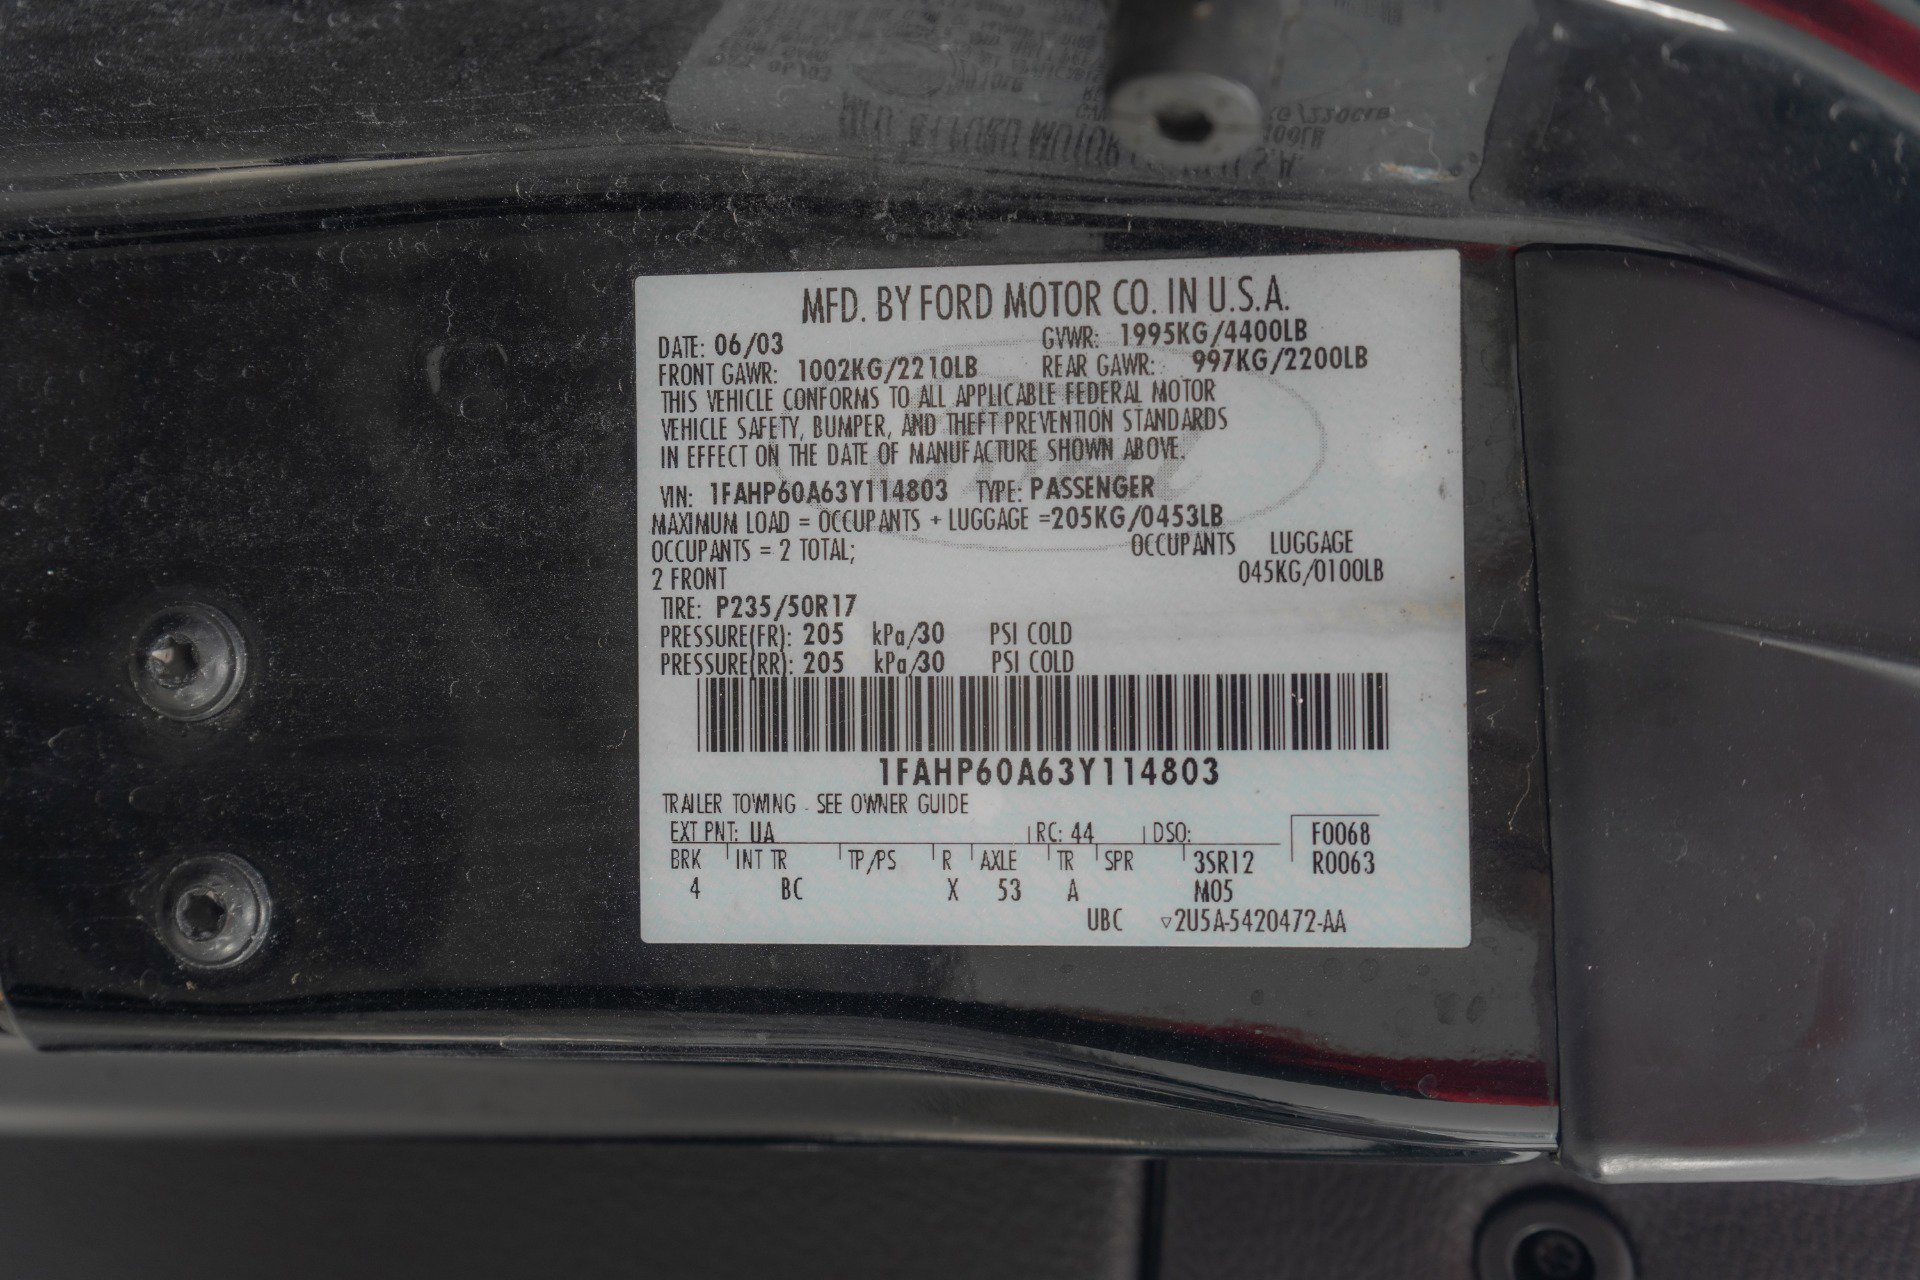 MFD. BY FORD MOTOR CO. IN U.S.A.
DATE: 06/03 GVWR: 1995KG/4400LB
FRONT GAWR: 1002KG/2210LB REAR GAWR: 997KG/2200LB
THIS VEHICLE CONFORMS TO ALL APPLICABLE FEDERAL MOTOR
VEHICLE SAFETY, BUMPER, AND THEFT PREVENTION STANDARDS
IN EFFECT ON THE DATE OF MANUFACTURE SHOWN ABOVE.
VIN: 1FAHP60A63Y114803 TYPE: PASSENGER
MAXIMUM LOAD = OCCUPANTS + LUGGAGE =205KG/0453LB
OCCUPANTS = 2 TOTAL; OCCUPANTS LUGGAGE
2 FRONT 045KG/0100LB
TIRE: P235/50R17
PRESSURE(FR): 205 kPa/30 PSI COLD
PRESSURE(RR): 205 kPa/30 PSI COLD
1FAHP60A63Y114803
TRAILER TOWING - SEE OWNER GUIDE
EXT PNT: UA RC: 44 DSO: F0068
BRK INT TR TP/PS R AXLE TR SPR 3SR12 R0063
4 BC X 53 A M05
UBC ▽2U5A-5420472-AA